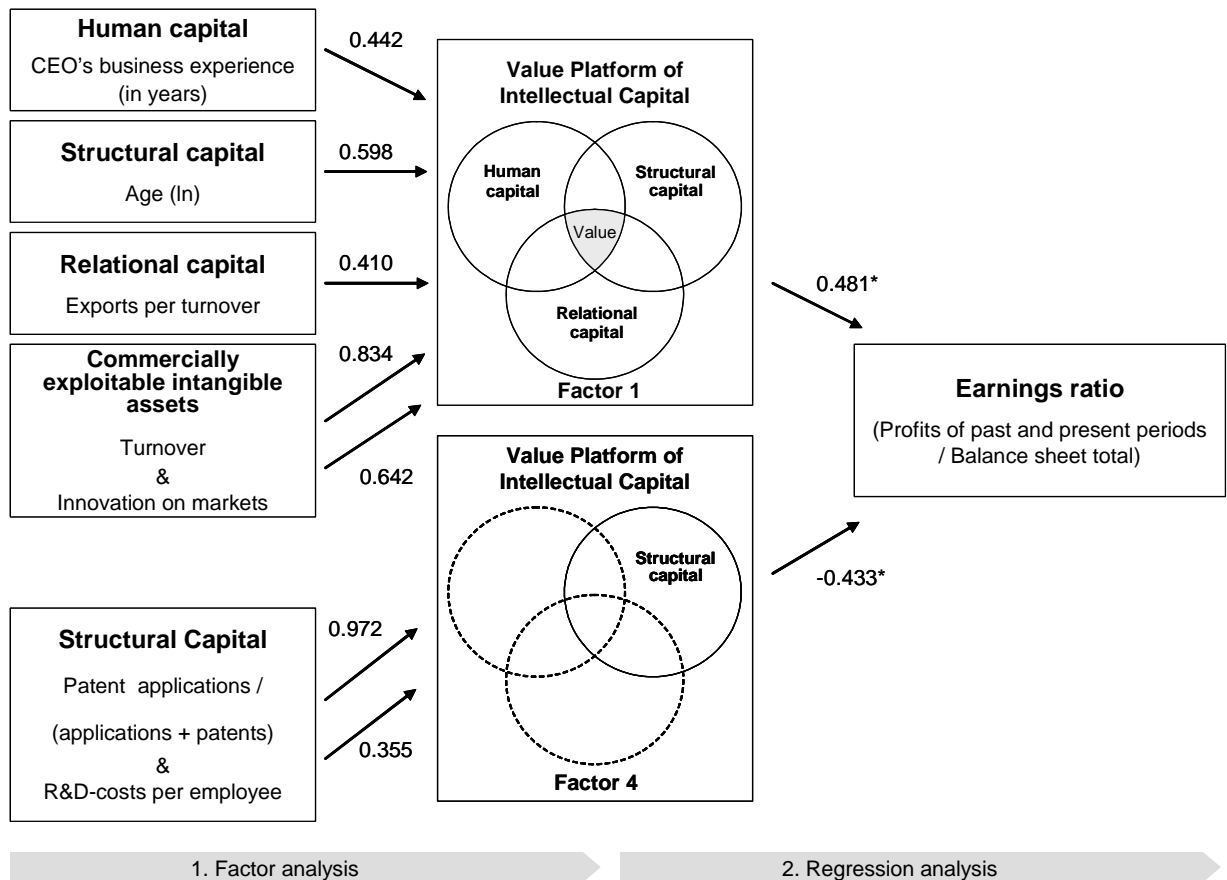 Human capital
CEO's business experience
(in years)
0.442
Structural capital
Age (ln)
0.598
Relational capital
Exports per turnover
0.410
Commercially
exploitable intangible
assets
Turnover
&
Innovation on markets
0.834
0.642
Structural Capital
Patent applications /
(applications + patents)
&
R&D-costs per employee
0.972
0.355
Value Platform of
Intellectual Capital
Human
capital
Structural
capital
Value
Relational
capital
Factor 1
Value Platform of
Intellectual Capital
Structural
capital
Factor 4
0.481*
-0.433*
Earnings ratio
(Profits of past and present periods
/ Balance sheet total)
1. Factor analysis
2. Regression analysis